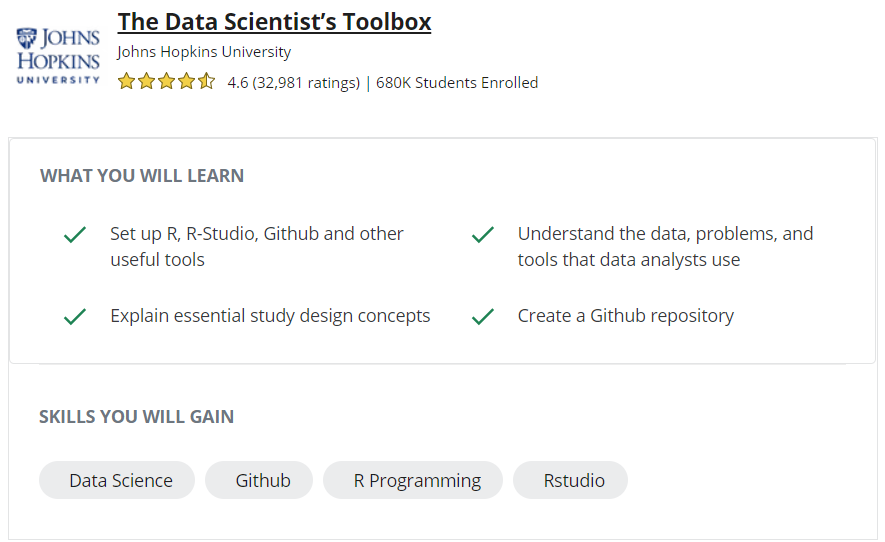 JOHNS
HOPKINS
UNIVERSITY
The Data Scientist’s Toolbox
Johns Hopkins University
4.6 (32,981 ratings) | 680K Students Enrolled
WHAT YOU WILL LEARN
Set up R, R-Studio, Github and other
useful tools
Understand the data, problems, and
tools that data analysts use
Explain essential study design concepts
Create a Github repository
SKILLS YOU WILL GAIN
Data Science
Github
R Programming
Rstudio